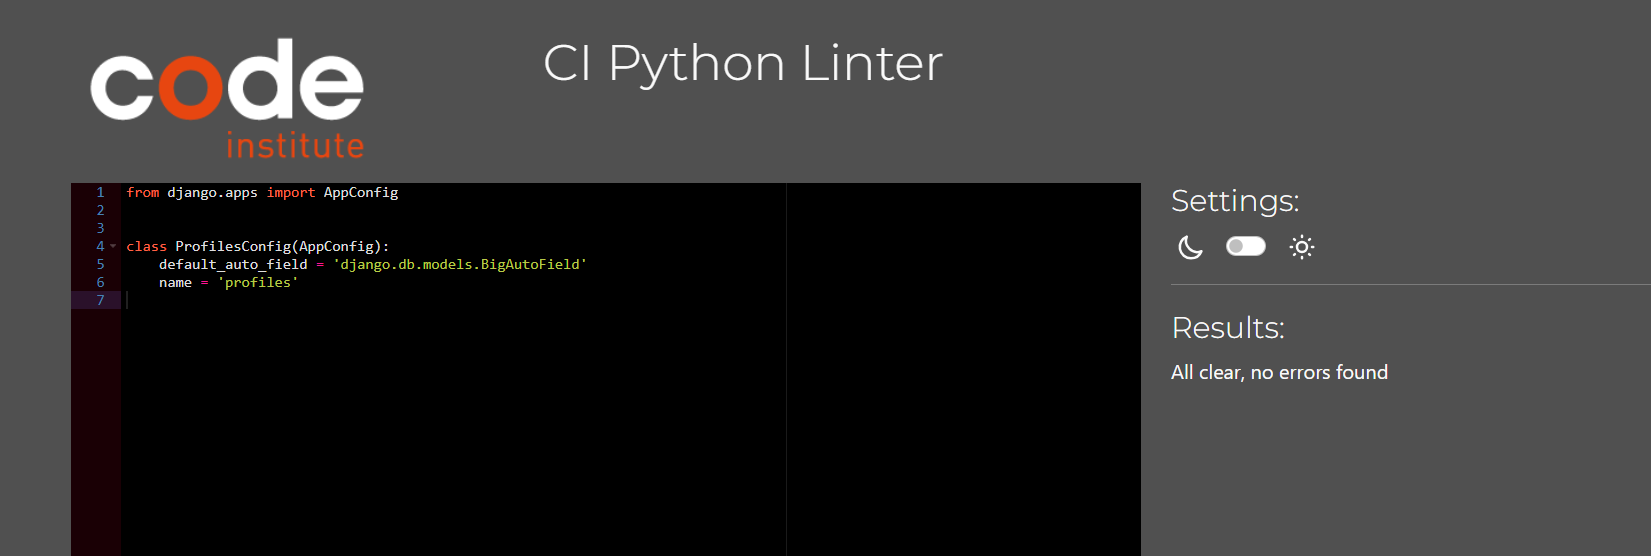 code
institute
CI Python Linter
1 from django.apps import AppConfig
2
3
4 class ProfilesConfig(AppConfig):
5     default_auto_field = 'django.db.models.BigAutoField'
6     name = 'profiles'
7
Settings:
Results:
All clear, no errors found